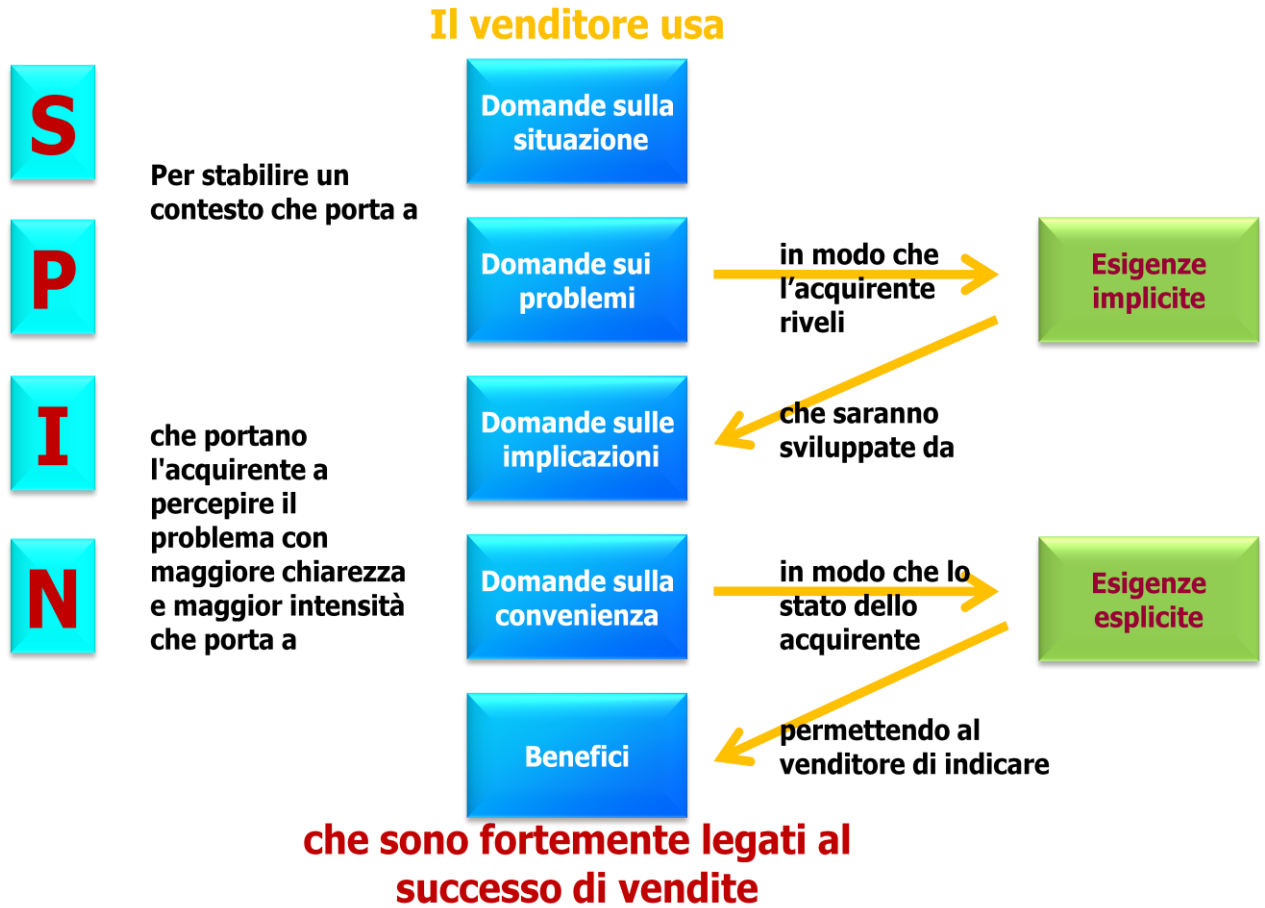 Il venditore usa
S
Domande sulla
situazione
Per stabilire un
contesto che porta a
P
Domande sui
problemi
in modo che
l’acquirente
riveli
Esigenze
implicite
I
Domande sulle
implicazioni
che saranno
sviluppate da
che portano
l'acquirente a
percepire il
problema con
maggiore chiarezza
e maggior intensità
che porta a
N
Domande sulla
convenienza
in modo che lo
stato dello
acquirente
Esigenze
esplicite
Benefici
permettendo al
venditore di indicare
che sono fortemente legati al
successo di vendite